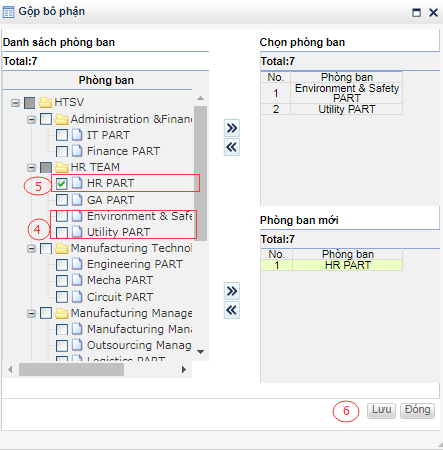 Gộp bô phận
Danh sách phòng ban
Total:7
Phòng ban
HTSV
Administration &Financ
IT PART
Finance PART
HR TEAM
5
HR PART
GA PART
Environment & Safe
4
Utility PART
Manufacturing Technol
Engineering PART
Mecha PART
Circuit PART
Manufacturing Manage
Manufacturing Man
Outsourcing Manag
Logistics PART
Chọn phòng ban
Total:7
No. Phòng ban
1 Environment & Safety PART
2 Utility PART
Phòng ban mới
Total:7
No. Phòng ban
1 HR PART
6 Lưu Đóng